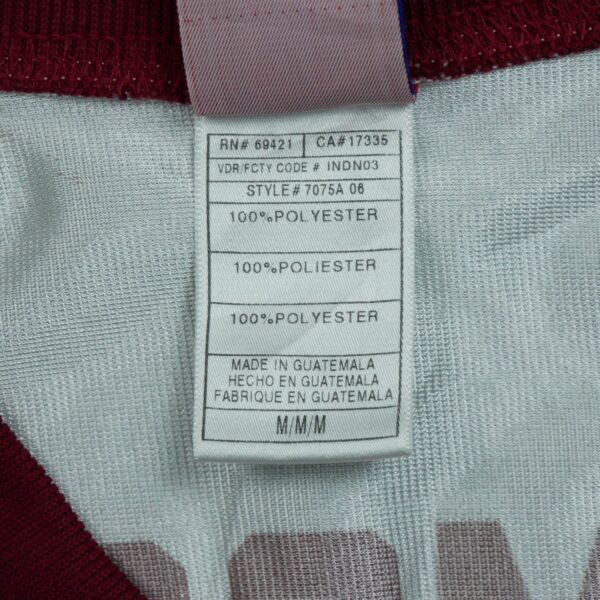 RN# 69421 CA#17335
VDR/FCTY CODE # INDN03
STYLE# 7075A 06
100%POLYESTER
100%POLIESTER
100%POLYESTER
MADE IN GUATEMALA
HECHO EN GUATEMALA
FABRIQUE EN GUATEMALA
M/M/M